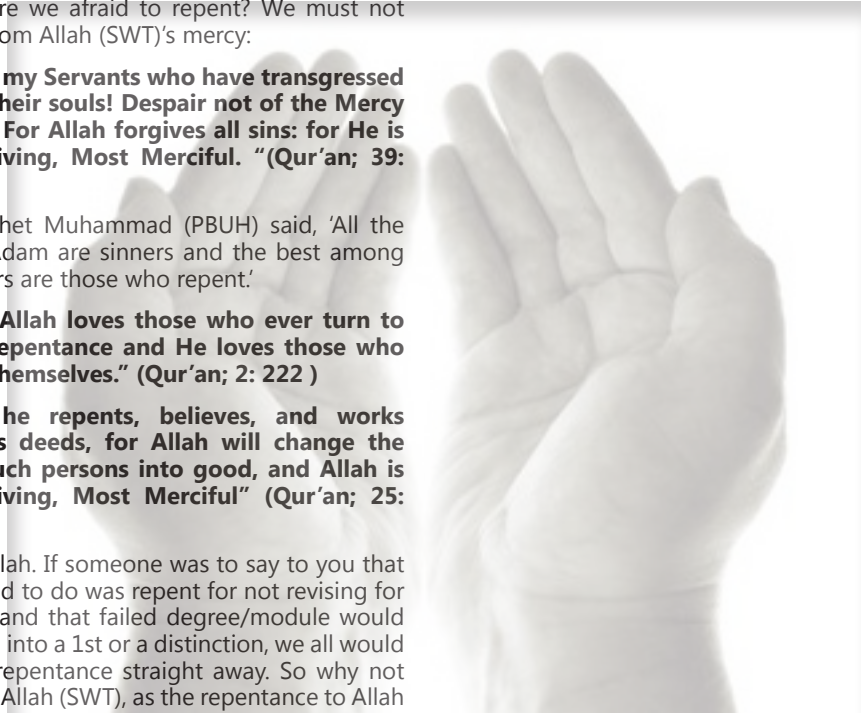 re we afraid to repent? We must not
om Allah (SWT)'s mercy:
my Servants who have transgressed
heir souls! Despair not of the Mercy
For Allah forgives all sins: for He is
iving, Most Merciful. “(Qur’an; 39:
het Muhammad (PBUH) said, ‘All the
dam are sinners and the best among
rs are those who repent.’
Allah loves those who ever turn to
epentance and He loves those who
hemselves.” (Qur’an; 2: 222 )
he repents, believes, and works
s deeds, for Allah will change the
uch persons into good, and Allah is
iving, Most Merciful” (Qur’an; 25:
lah. If someone was to say to you that
d to do was repent for not revising for
and that failed degree/module would
into a 1st or a distinction, we all would
repentance straight away. So why not
Allah (SWT), as the repentance to Allah